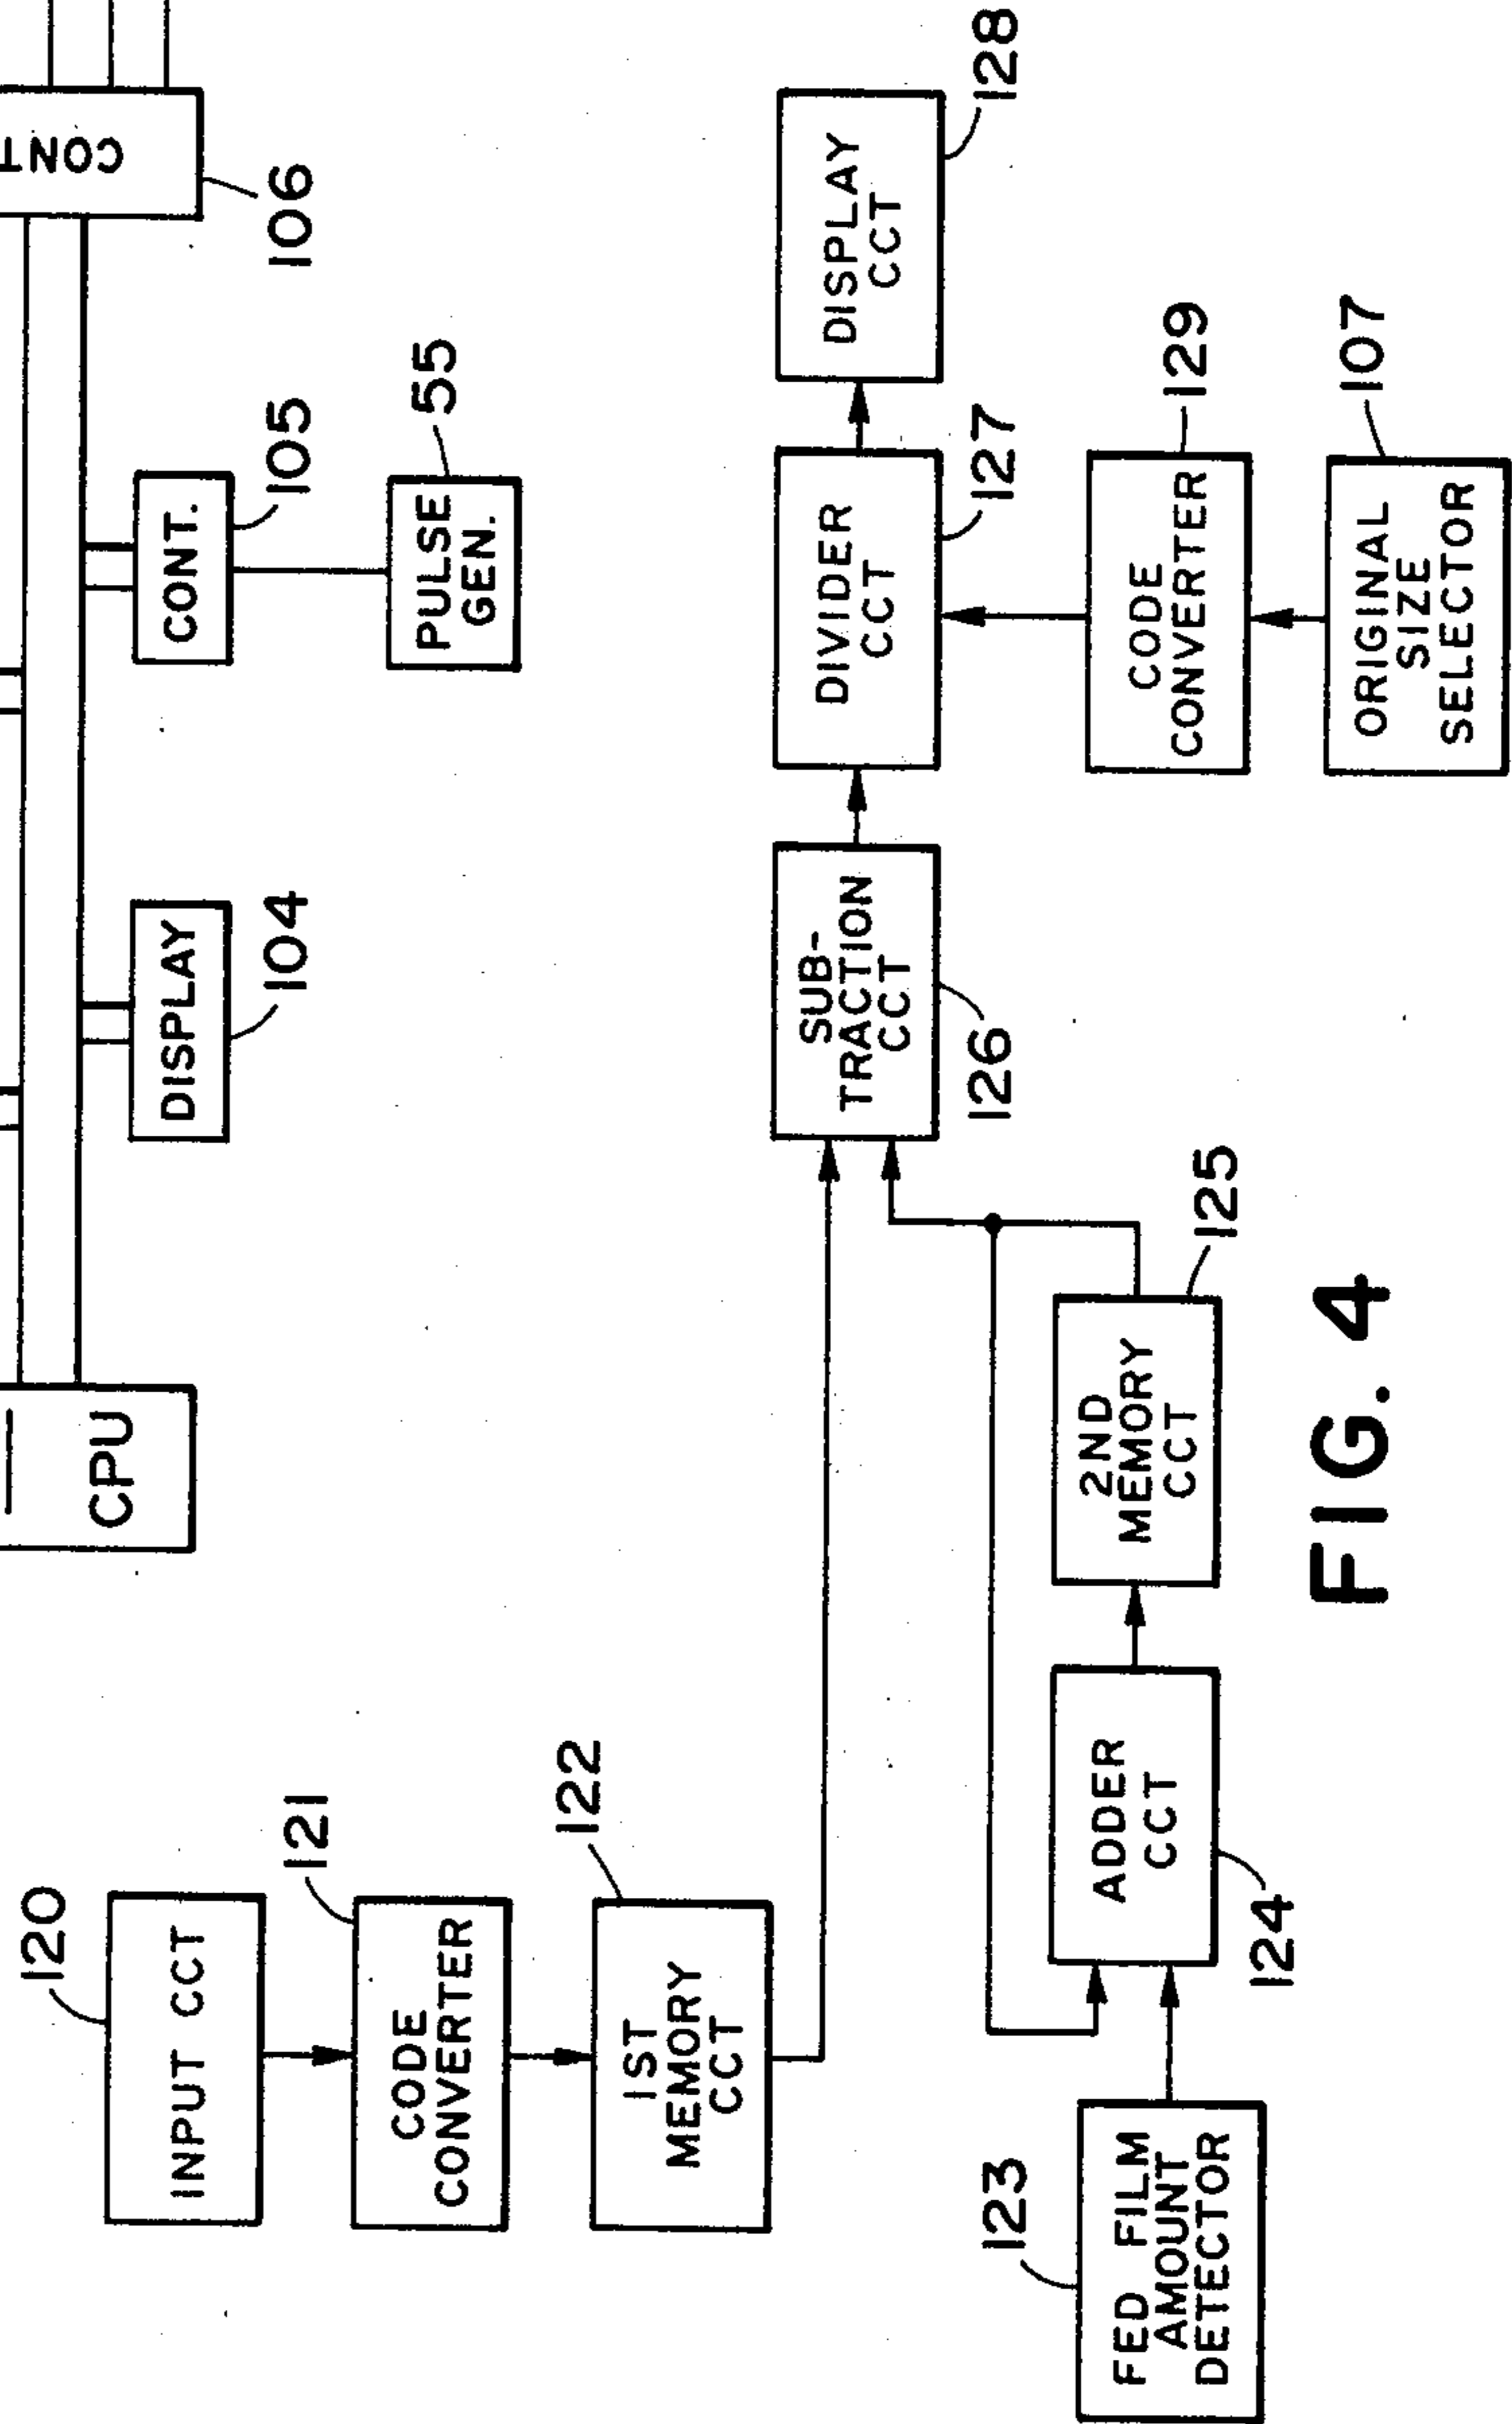 CPU
DISPLAY
104
CONT.
105
PULSE
GEN.
55
CONT
106
120
INPUT CCT
121
CODE
CONVERTER
122
1ST
MEMORY
CCT
123
FED FILM
AMOUNT
DETECTOR
ADDER
CCT
124
2ND
MEMORY
CCT
125
SUB-
TRACTION
CCT
126
DIVIDER
CCT
127
DISPLAY
CCT
128
CODE
CONVERTER
129
ORIGINAL
SIZE
SELECTOR
107
FIG. 4